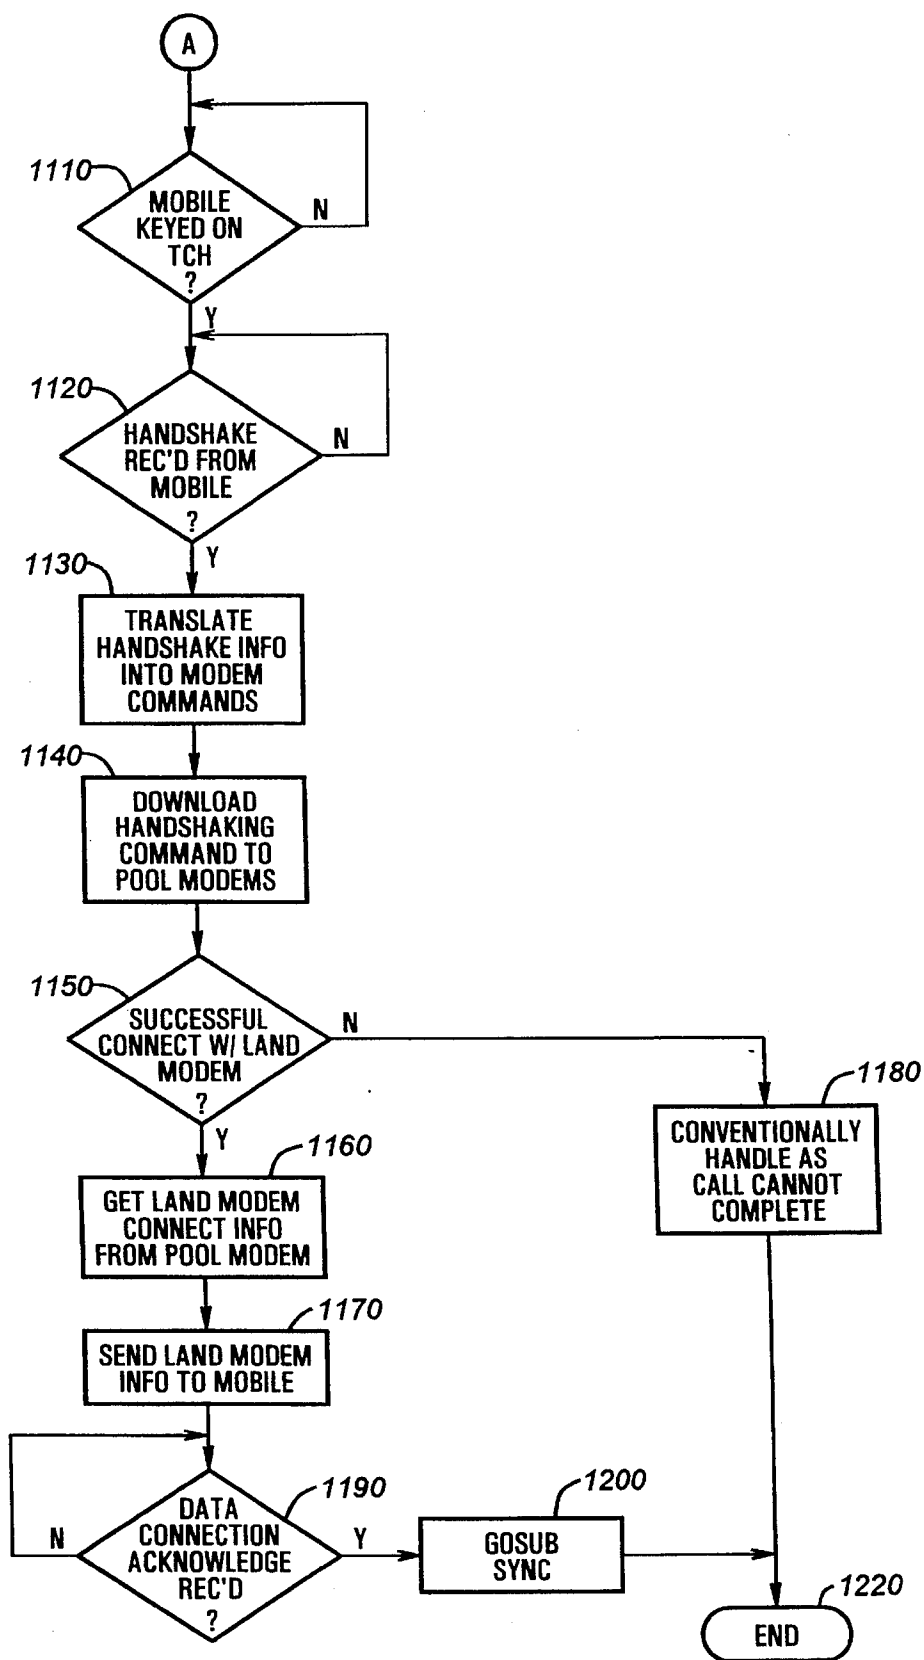 A
1110
MOBILE
KEYED ON
TCH
?
N
Y
1120
HANDSHAKE
REC'D FROM
MOBILE
?
N
Y
1130
TRANSLATE
HANDSHAKE INFO
INTO MODEM
COMMANDS
1140
DOWNLOAD
HANDSHAKING
COMMAND TO
POOL MODEMS
1150
SUCCESSFUL
CONNECT W/ LAND
MODEM
?
N
Y
1180
CONVENTIONALLY
HANDLE AS
CALL CANNOT
COMPLETE
1160
GET LAND MODEM
CONNECT INFO
FROM POOL MODEM
1170
SEND LAND MODEM
INFO TO MOBILE
1190
DATA
CONNECTION
ACKNOWLEDGE
REC'D
?
N
Y
1200
GOSUB
SYNC
1220
END